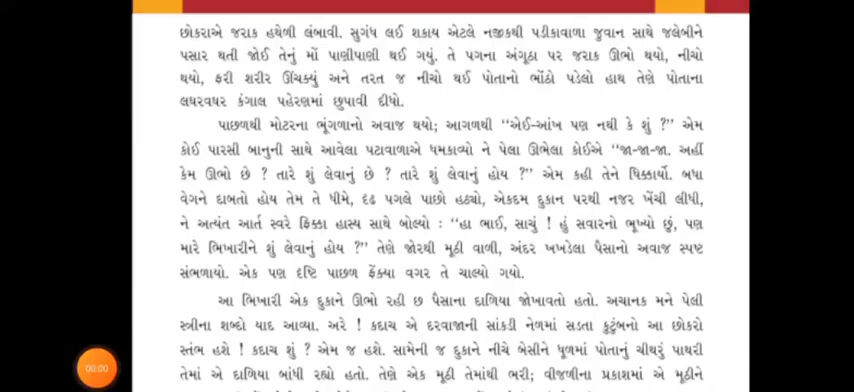 છોકરાએ જરાક હથેળી લંબાવી. સુગંધ લઈ શકાય એટલે નજીકથી પડીકાવાળા જુવાન સાથે જલેબીને
પસાર થતી જોઈ તેનું મોં પાણીપાણી થઈ ગયું. તે પગના અંગૂઠા પર જરાક ઊભો થયો, નીચો
થયો, ફરી શરીર ઊંચક્યું અને તરત જ નીચો થઈ પોતાનો ભોંઠો પડેલો હાથ તેણે પોતાના
લઘરવઘર કંગાલ પહેરણમાં છુપાવી દીધો.
પાછળથી મોટરના ભૂંગળાનો અવાજ થયો; આગળથી “એઈ-આંખ પણ નથી કે શું ?” એમ
કોઈ પારસી બાનુની સાથે આવેલા પટાવાળાએ ધમકાવ્યો ને પેલા ઊભેલા કોઈએ “જા-જા-જા. અહીં
કેમ ઊભો છે ? તારે શું લેવાનું છે ? તારે શું લેવાનું હોય ?” એમ કહી તેને ધિક્કાર્યો. બધા
વેગને દાબતો હોય તેમ તે ધીમે, દૃઢ પગલે પાછો હઠ્યો, એકદમ દુકાન પરથી નજર ખેંચી લીધી,
ને અત્યંત આર્ત સ્વરે ફિક્કા હાસ્ય સાથે બોલ્યો : “હા ભાઈ, સાચું ! હું સવારનો ભૂખ્યો છું, પણ
મારે ભિખારીને શું લેવાનું હોય ?” તેણે જોરથી મૂઠી વાળી, અંદર ખખડેલા પૈસાનો અવાજ સ્પષ્ટ
સંભળાયો. એક પણ દૃષ્ટિ પાછળ ફેંક્યા વગર તે ચાલ્યો ગયો.
આ ભિખારી એક દુકાને ઊભો રહી છ પૈસાના દાળિયા જોખાવતો હતો. અચાનક મને પેલી
સ્ત્રીના શબ્દો યાદ આવ્યા. અરે ! કદાચ એ દરવાજાની સાંકડી નેળમાં સડતા કુટુંબનો આ છોકરો
સ્તંભ હશે ! કદાચ શું ? એમ જ હશે. સામેની જ દુકાને નીચે બેસીને ધૂળમાં પોતાનું ચીથરું પાથરી
તેમાં એ દાળિયા બાંધી રહ્યો હતો. તેણે એક મૂઠી તેમાંથી ભરી; વીજળીના પ્રકાશમાં એ મૂઠીને
00:00